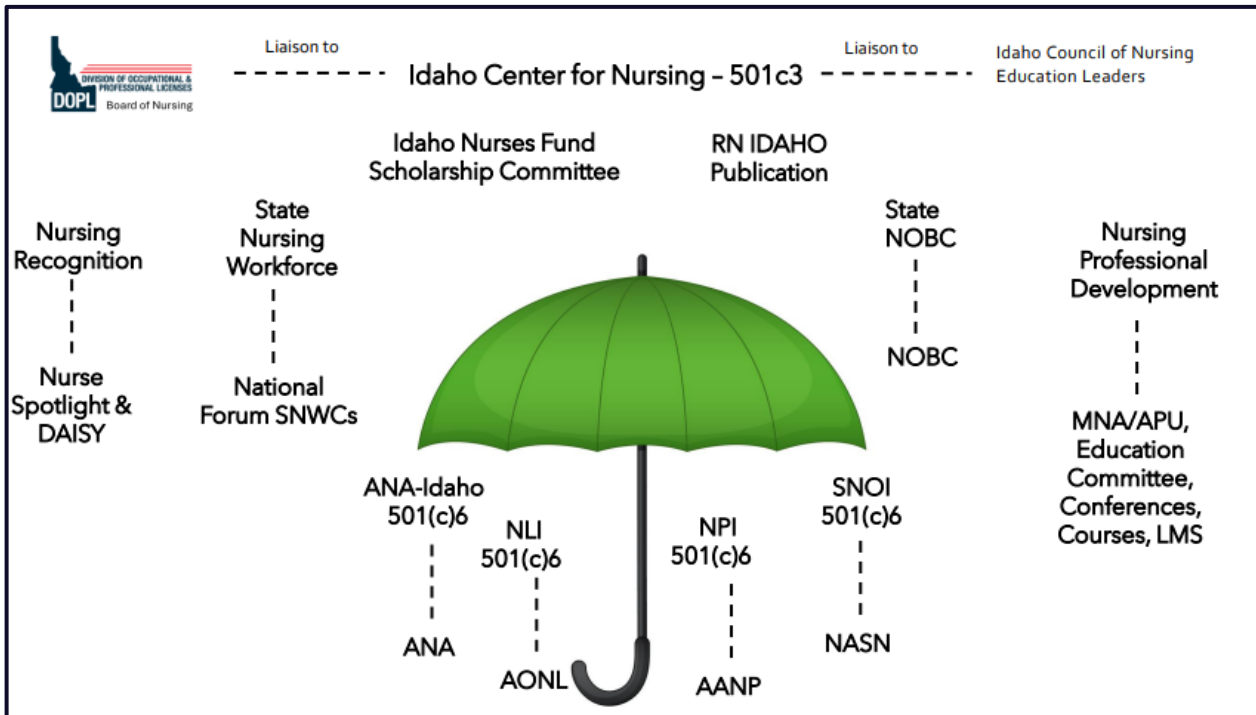 Liaison to
Liaison to
DIVISION OF OCCUPATIONAL &
PROFESSIONAL LICENSES
DOPL
Board of Nursing
Idaho Center for Nursing – 501c3
Idaho Council of Nursing
Education Leaders
Idaho Nurses Fund
Scholarship Committee
RN IDAHO
Publication
Nursing
Recognition
State
Nursing
Workforce
State
NOBC
Nursing
Professional
Development
Nurse
Spotlight &
DAISY
National
Forum SNWCs
NOBC
MNA/APU,
Education
Committee,
Conferences,
Courses, LMS
ANA-Idaho
501(c)6
NLI
501(c)6
NPI
501(c)6
SNOI
501(c)6
ANA
AONL
AANP
NASN